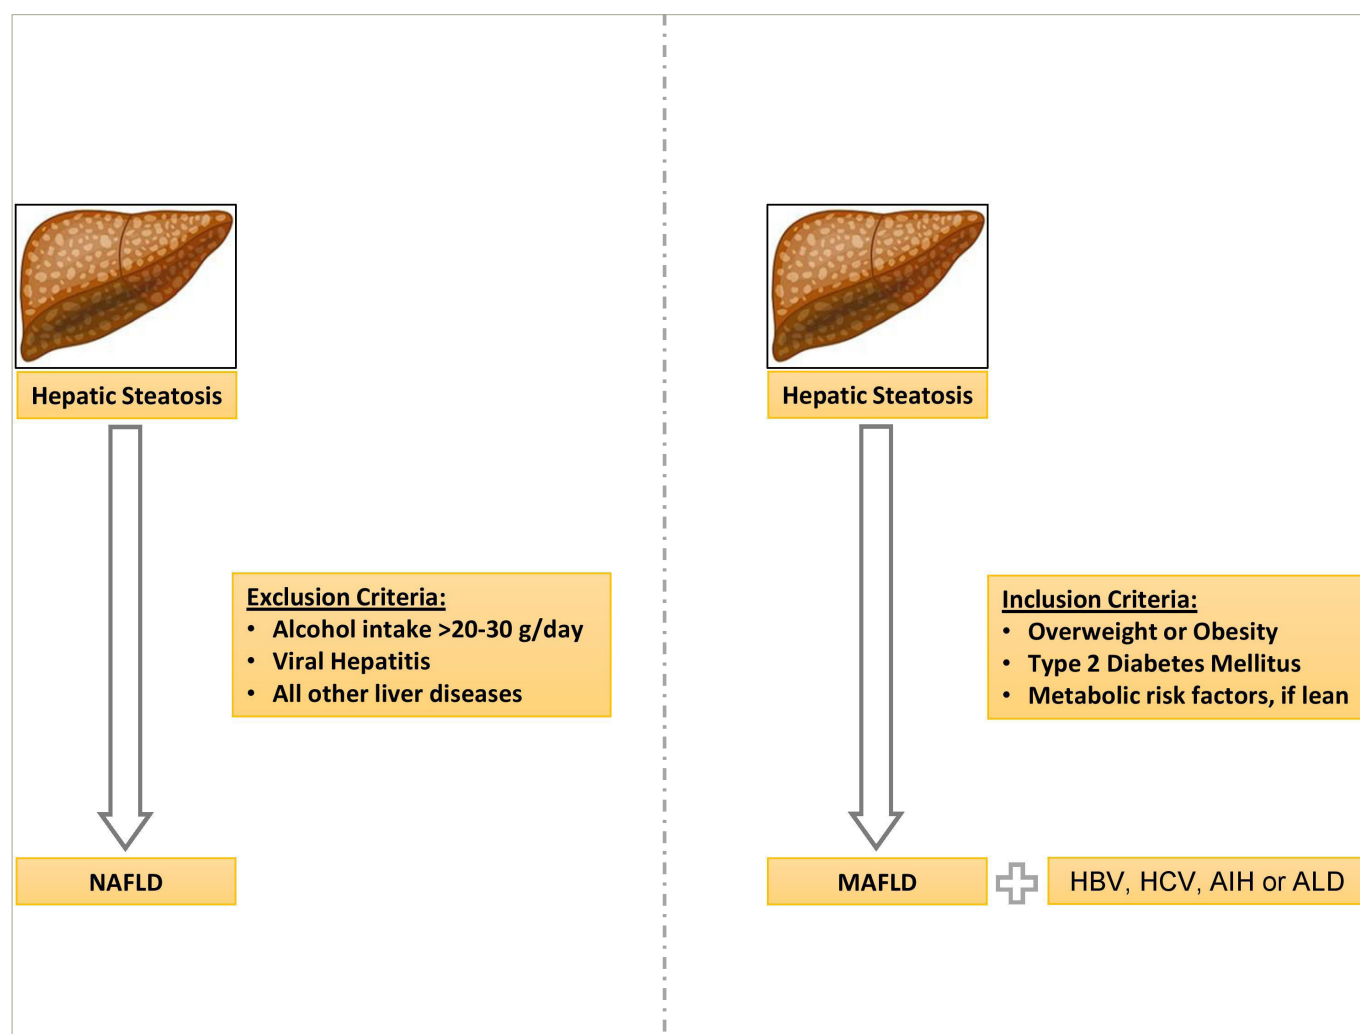 Hepatic Steatosis
Exclusion Criteria:
• Alcohol intake >20-30 g/day
• Viral Hepatitis
• All other liver diseases
NAFLD
Hepatic Steatosis
Inclusion Criteria:
• Overweight or Obesity
• Type 2 Diabetes Mellitus
• Metabolic risk factors, if lean
MAFLD
HBV, HCV, AIH or ALD